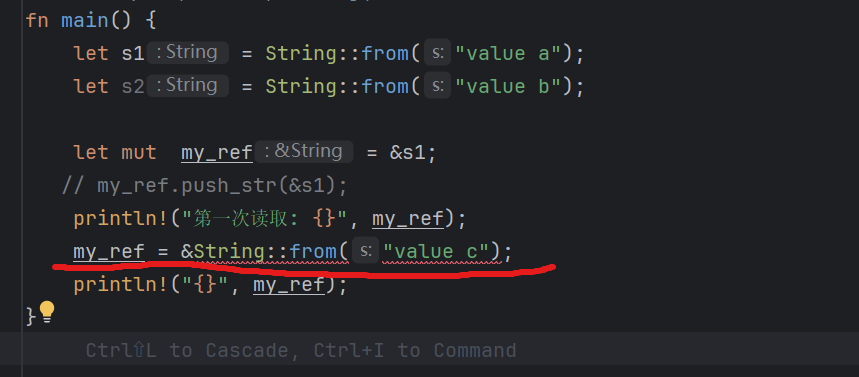 fn main() {
let s1 : String = String::from( s: "value a");
let s2 : String = String::from( s: "value b");
let mut  my_ref : &String = &s1;
// my_ref.push_str(&s1);
println!("第一次读取: {}", my_ref);
my_ref = &String::from( s: "value c");
println!("{}", my_ref);
}
Ctrl⇧L to Cascade, Ctrl+I to Command